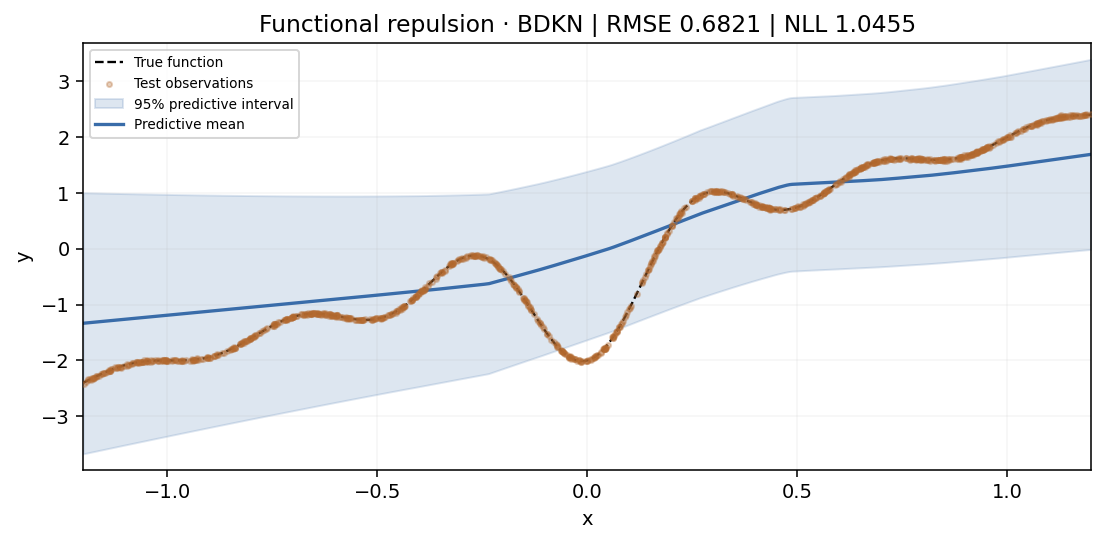 Functional repulsion · BDKN | RMSE 0.6821 | NLL 1.0455
True function
Test observations
95% predictive interval
Predictive mean
y
3
2
1
0
−1
−2
−3
−1.0
−0.5
0.0
0.5
1.0
x